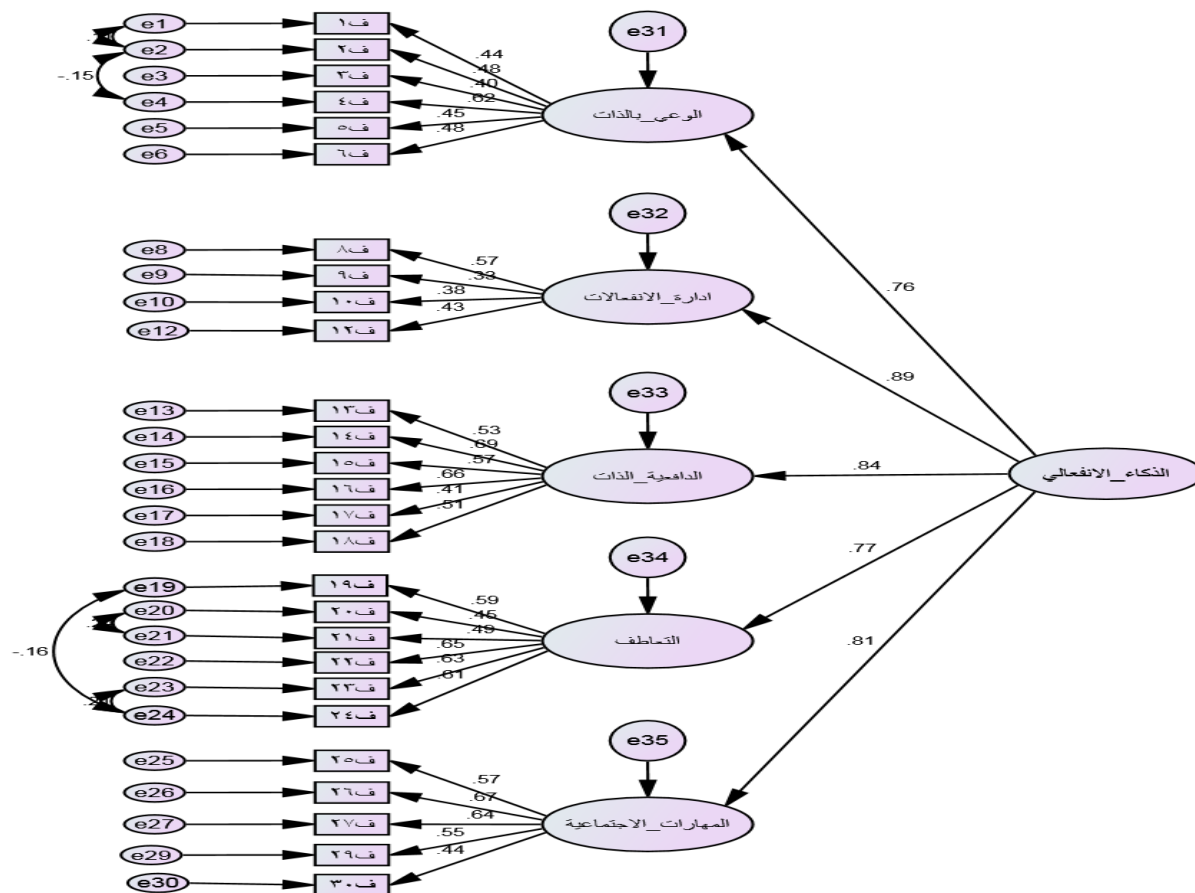 e1
ف١
e2
ف٢
e3
ف٣
e4
ف٤
e5
ف٥
e6
ف٦
-.15
.44
.48
.40
.62
.45
.48
e31
الوعي_بالذات
.76
e8
ف٨
e9
ف٩
e10
ف١٠
e12
ف١٢
.57
.33
.38
.43
e32
ادارة_الانفعالات
.89
e13
ف١٣
e14
ف١٤
e15
ف١٥
e16
ف١٦
e17
ف١٧
e18
ف١٨
.53
.69
.57
.66
.41
.51
e33
الدافعية_الذات
.84
الذكاء_الانفعالي
e19
ف١٩
e20
ف٢٠
e21
ف٢١
e22
ف٢٢
e23
ف٢٣
e24
ف٢٤
-.16
.59
.49
.65
.63
.61
e34
التعاطف
.77
e25
ف٢٥
e26
ف٢٦
e27
ف٢٧
e29
ف٢٩
e30
ف٣٠
.57
.67
.64
.55
.44
e35
المهارات_الاجتماعية
.81